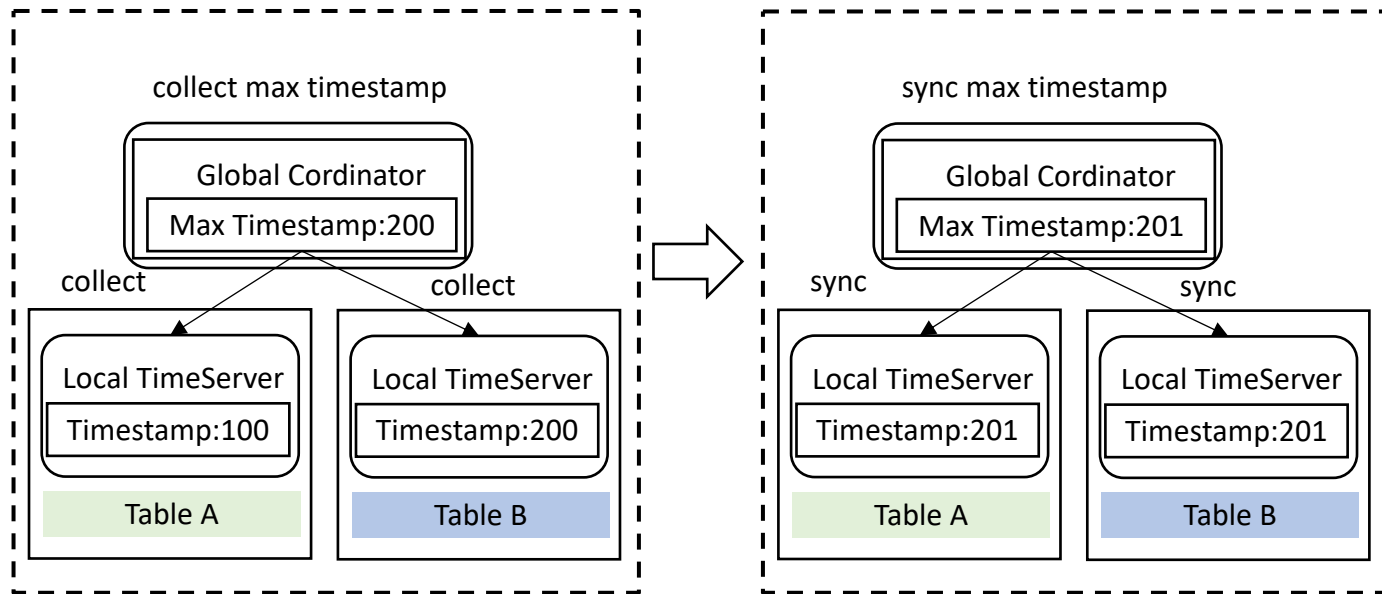 collect max timestamp
Global Cordinator
Max Timestamp:200
collect
collect
Local TimeServer
Timestamp:100
Table A
Local TimeServer
Timestamp:200
Table B
sync max timestamp
Global Cordinator
Max Timestamp:201
sync
sync
Local TimeServer
Timestamp:201
Table A
Local TimeServer
Timestamp:201
Table B